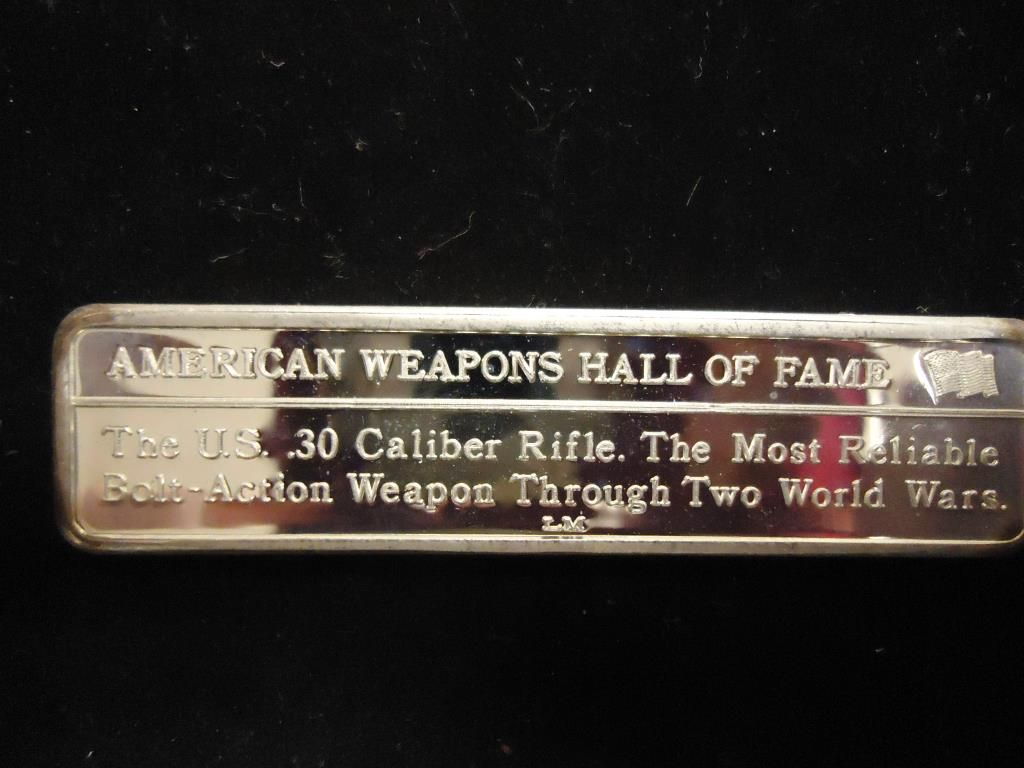 AMERICAN WEAPONS HALL OF FAME
The U.S. .30 Caliber Rifle. The Most Reliable
Bolt-Action Weapon Through Two World Wars.
LM